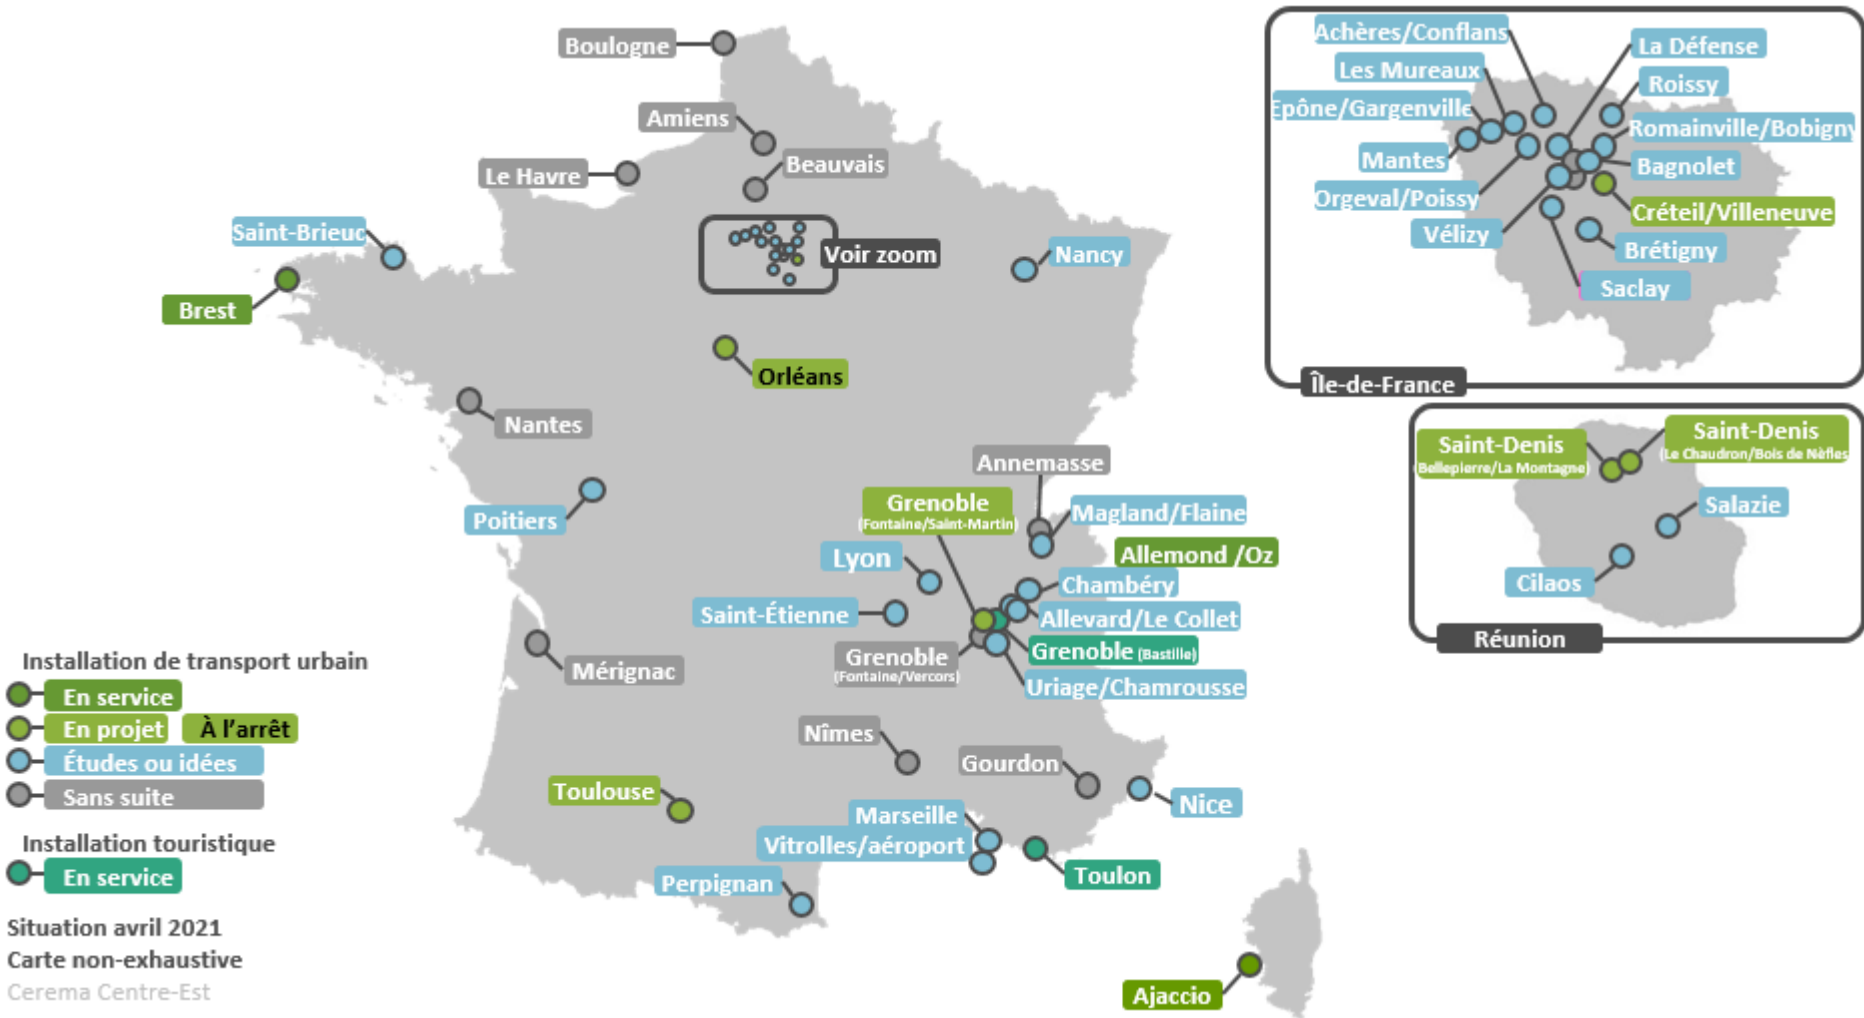 Boulogne
Amiens
Beauvais
Le Havre
Saint-Brieuc
Voir zoom
Nancy
Brest
Orléans
Nantes
Annemasse
Grenoble
(Fontaine/Saint-Martin)
Magland/Flaine
Poitiers
Allemond /Oz
Lyon
Chambéry
Saint-Étienne
Allevard/Le Collet
Grenoble (Bastille)
Grenoble
(Fontaine/Vercors)
Uriage/Chamrousse
Mérignac
Nîmes
Gourdon
Toulouse
Nice
Marseille
Vitrolles/aéroport
Toulon
Perpignan
Ajaccio
Achères/Conflans
La Défense
Les Mureaux
Roissy
Epône/Gargenville
Romainville/Bobigny
Mantes
Bagnolet
Orgeval/Poissy
Créteil/Villeneuve
Vélizy
Brétigny
Saclay
Île-de-France
Saint-Denis
(Bellepierre/La Montagne)
Saint-Denis
(Le Chaudron/Bois de Nèfles
Salazie
Cilaos
Réunion
Installation de transport urbain
En service
En projet À l'arrêt
Études ou idées
Sans suite
Installation touristique
En service
Situation avril 2021
Carte non-exhaustive
Cerema Centre-Est